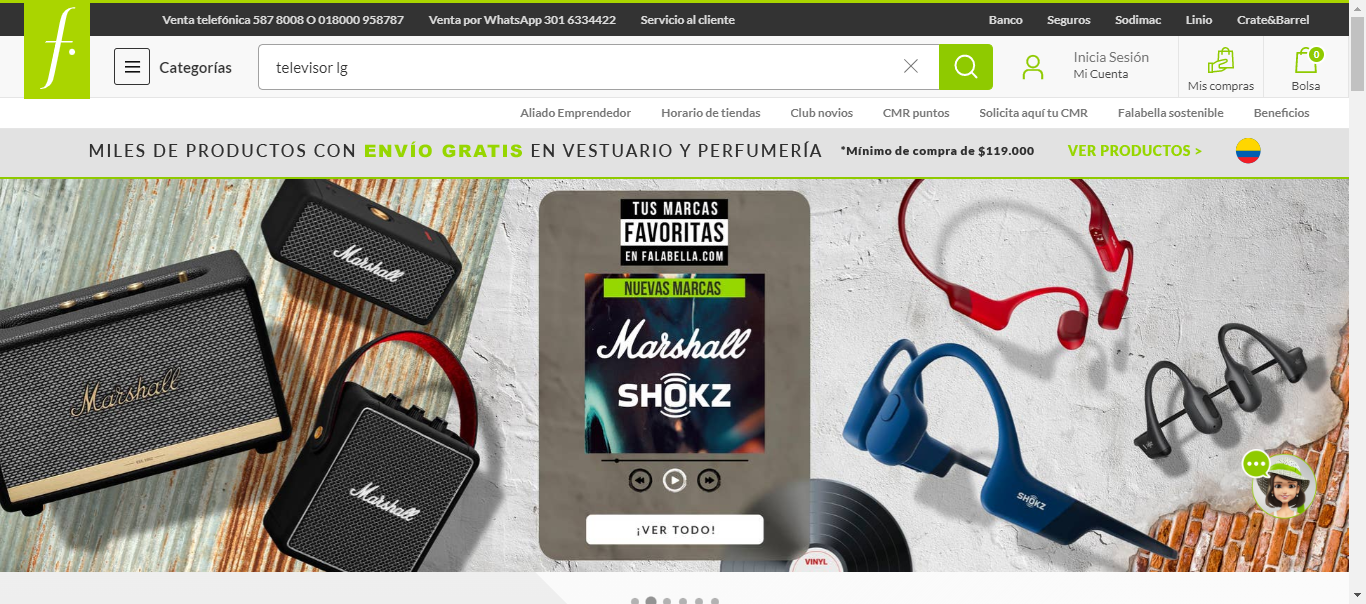 Venta telefónica 587 8008 O 018000 958787 Venta por WhatsApp 301 6334422 Servicio al cliente Banco Seguros Sodimac Linio Crate&Barrel
f.
Categorías televisor lg Inicia Sesión
Mi Cuenta
Mis compras
0
Bolsa
Aliado Emprendedor Horario de tiendas Club novios CMR puntos Solicita aquí tu CMR Falabella sostenible Beneficios
MILES DE PRODUCTOS CON ENVÍO GRATIS EN VESTUARIO Y PERFUMERÍA *Mínimo de compra de $119.000 VER PRODUCTOS >
Marshall
Marshall
Marshall
TUS MARCAS
FAVORITAS
EN FALABELLA.COM
NUEVAS MARCAS
Marshall
SHOKZ
¡VER TODO!
VINYL
SHOKZ